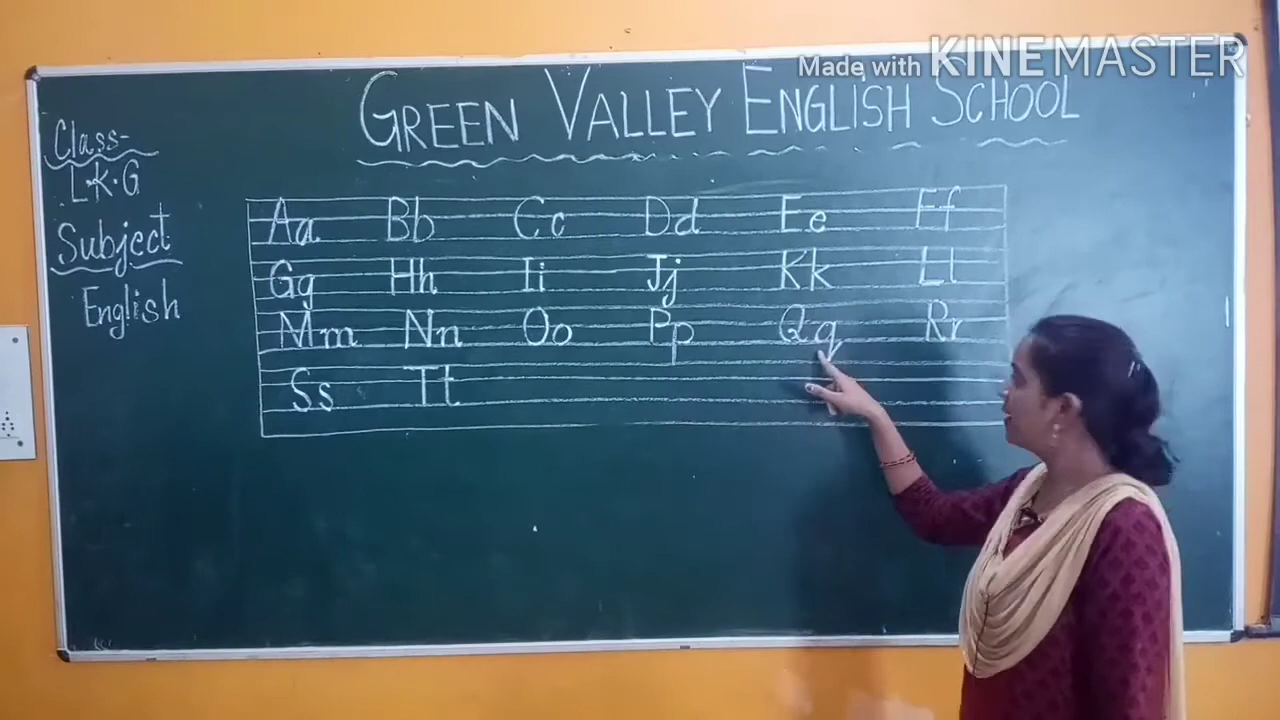 Made with KINEMASTER
GREEN VALLEY ENGLISH SCHOOL
Class-
L.K.G
Subject
English
Aa Bb Cc Dd Ee Ff
Gg Hh Ii Jj Kk Ll
Mm Nn Oo Pp Qq Rr
Ss Tt